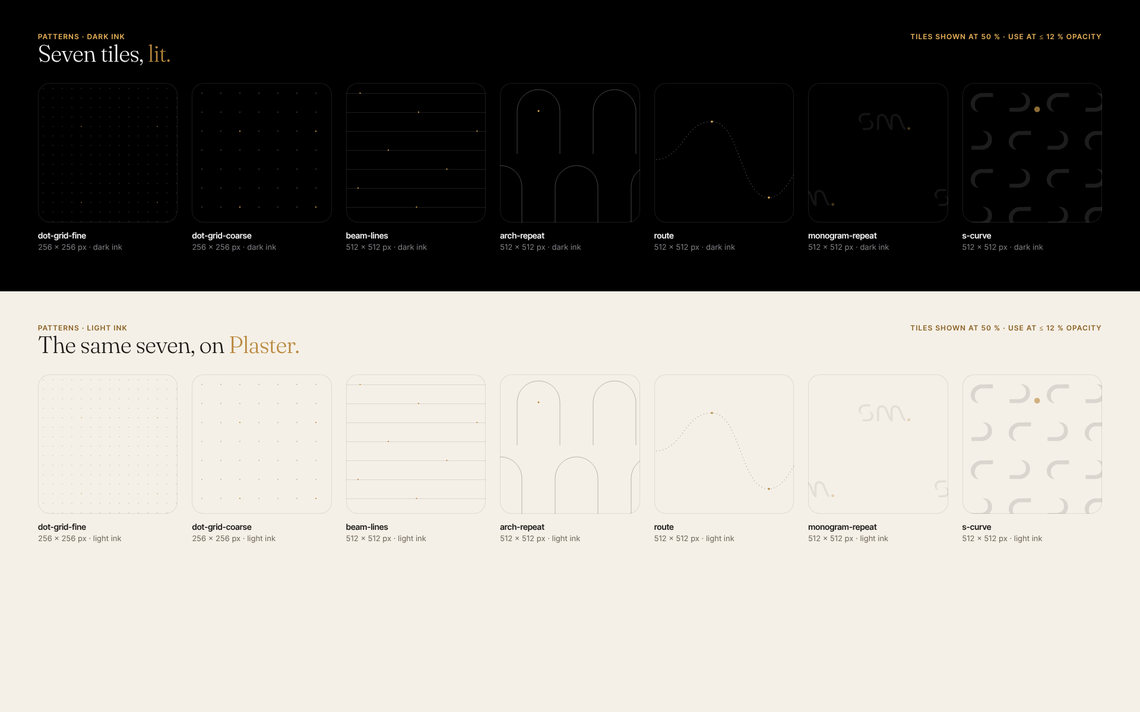 PATTERNS · DARK INK
TILES SHOWN AT 50 % · USE AT ≤ 12 % OPACITY
Seven tiles, lit.
sm.
m.
s
dot-grid-fine
256 × 256 px · dark ink
dot-grid-coarse
256 × 256 px · dark ink
beam-lines
512 × 512 px · dark ink
arch-repeat
512 × 512 px · dark ink
route
512 × 512 px · dark ink
monogram-repeat
512 × 512 px · dark ink
s-curve
512 × 512 px · dark ink
PATTERNS · LIGHT INK
TILES SHOWN AT 50 % · USE AT ≤ 12 % OPACITY
The same seven, on Plaster.
sm.
m.
s
dot-grid-fine
256 × 256 px · light ink
dot-grid-coarse
256 × 256 px · light ink
beam-lines
512 × 512 px · light ink
arch-repeat
512 × 512 px · light ink
route
512 × 512 px · light ink
monogram-repeat
512 × 512 px · light ink
s-curve
512 × 512 px · light ink